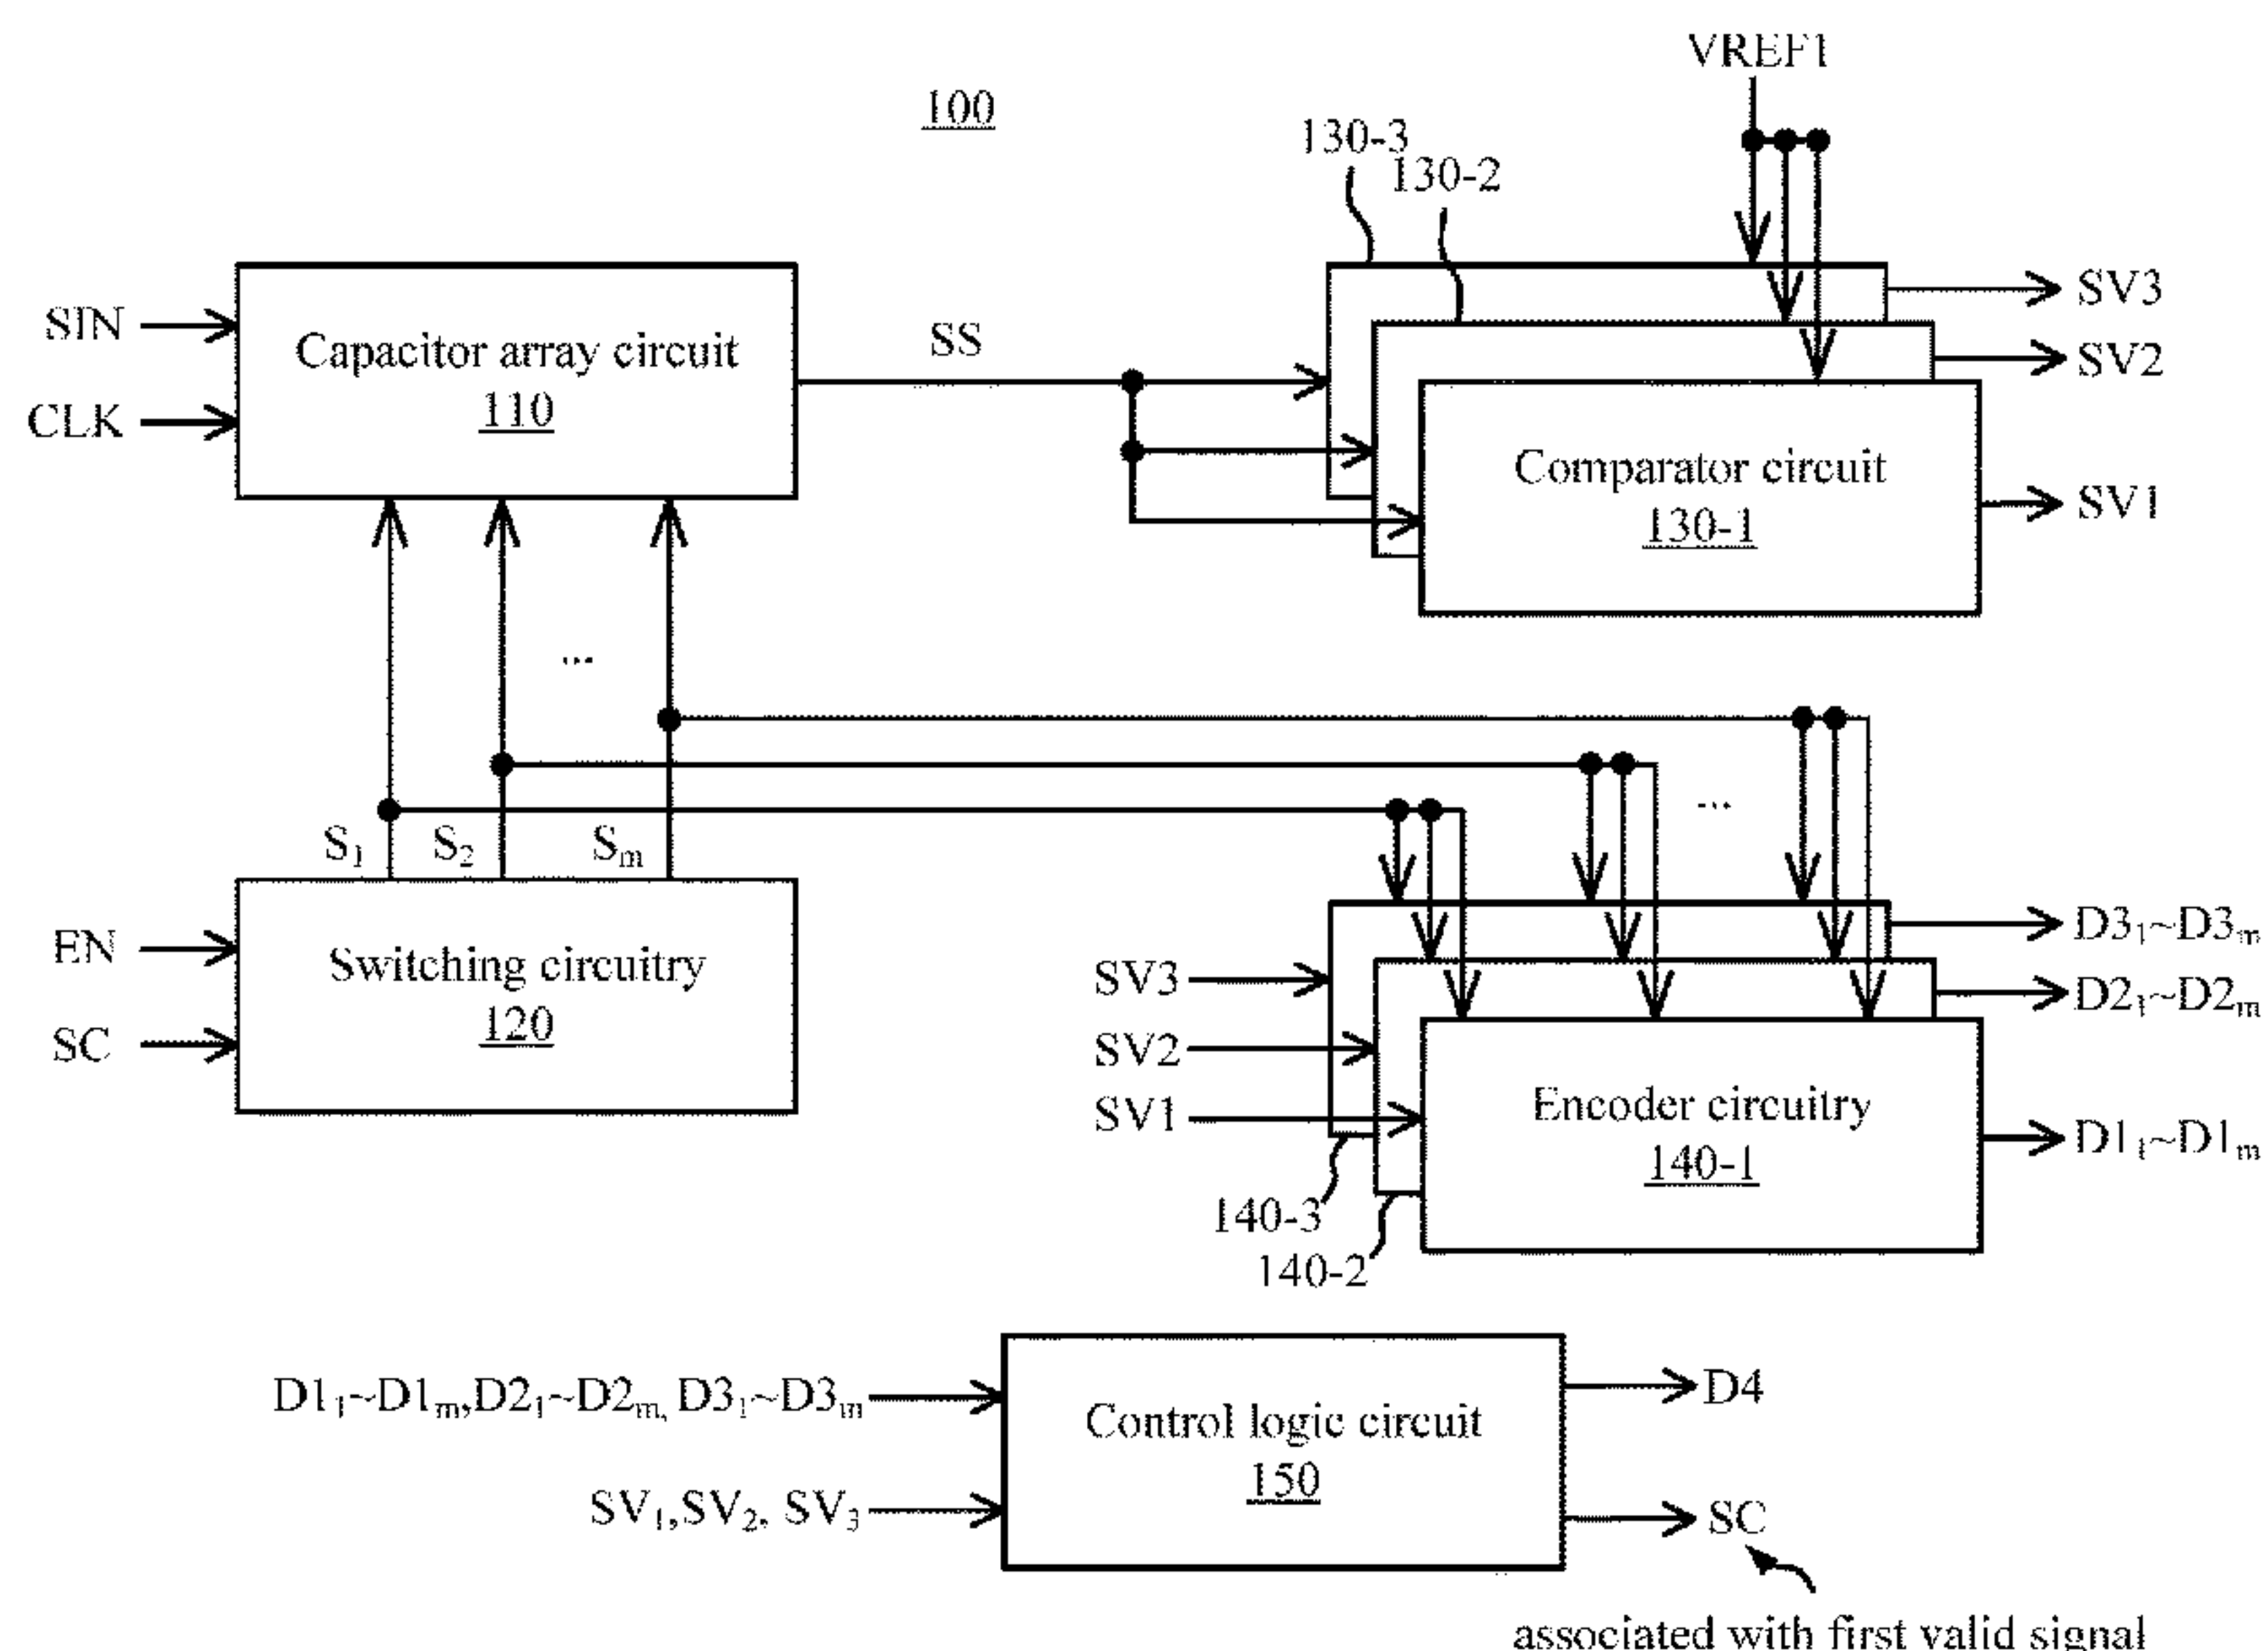 VREF1
100
130-3
130-2
SIN
CLK
Capacitor array circuit
110
SS
SV3
SV2
Comparator circuit
130-1
SV1
...
...
S₁ S₂ Sₘ
EN
SC
Switching circuitry
120
SV3
SV2
SV1
Encoder circuitry
140-1
D3₁~D3ₘ
D2₁~D2ₘ
D1₁~D1ₘ
140-3
140-2
D1₁~D1ₘ,D2₁~D2ₘ, D3₁~D3ₘ
SV₁,SV₂, SV₃
Control logic circuit
150
D4
SC
associated with first valid signal